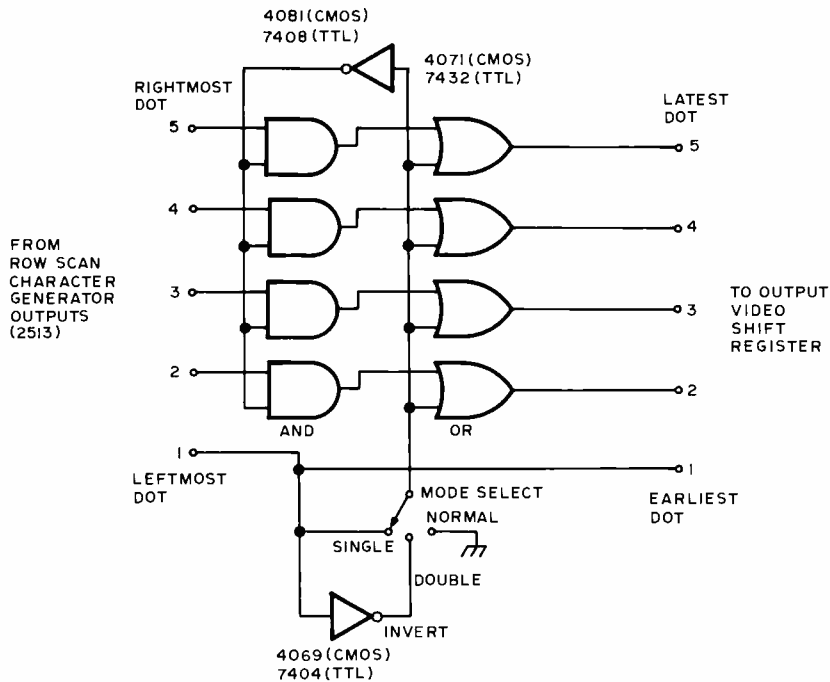 4081(CMOS)
7408(TTL)
4071(CMOS)
7432(TTL)
RIGHTMOST
DOT
LATEST
DOT
5
5
4
4
FROM
ROW SCAN
CHARACTER
GENERATOR
OUTPUTS
(2513)
3
3
TO OUTPUT
VIDEO
SHIFT
REGISTER
2
2
AND
OR
1
1
LEFTMOST
DOT
EARLIEST
DOT
MODE SELECT
NORMAL
SINGLE
DOUBLE
INVERT
4069(CMOS)
7404(TTL)